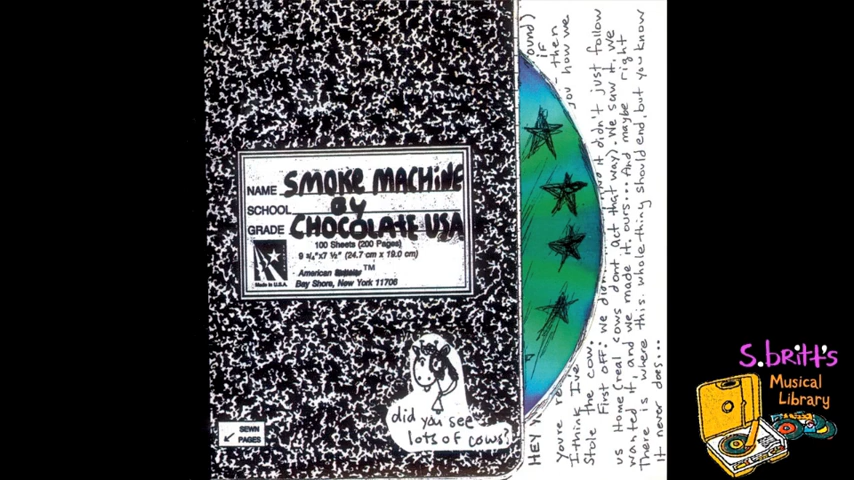 NAME SMOKE MACHINE
SCHOOL BY
GRADE CHOCOLATE USA
100 Sheets (200 Pages)
9 ¾"x7 ½" (24.7 cm x 19.0 cm)
American TM
Made in U.S.A.
Bay Shore, New York 11706
did you see
lots of cows?
SEWN
PAGES
HEY
if
You're then
I think I've you how we
Stole the cow.
First off: we it didn't just follow
us Home (real cows dont act that way). We saw it, we
wanted it and we made it ours... And maybe right
There is where this whole thing should end, but you know
it never does...
S.britt's
Musical
Library